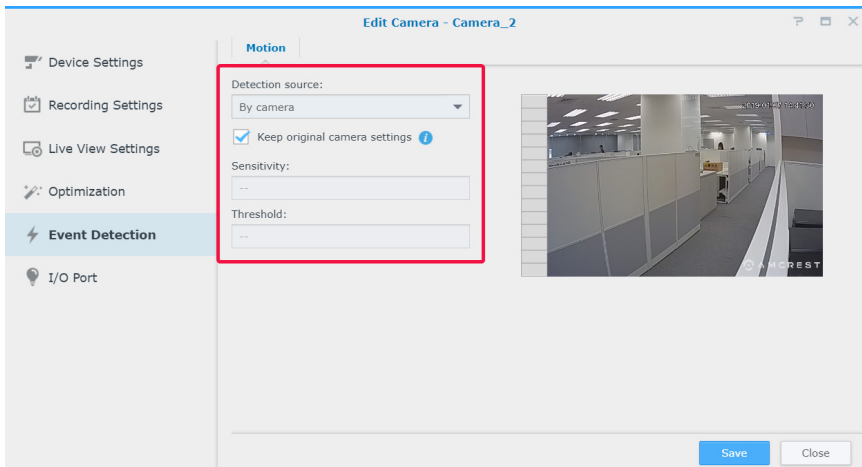 Edit Camera - Camera_2
Device Settings
Recording Settings
Live View Settings
Optimization
Event Detection
I/O Port
Motion
Detection source:
By camera
Keep original camera settings
Sensitivity:
--
Threshold:
--
AMCREST
Save
Close